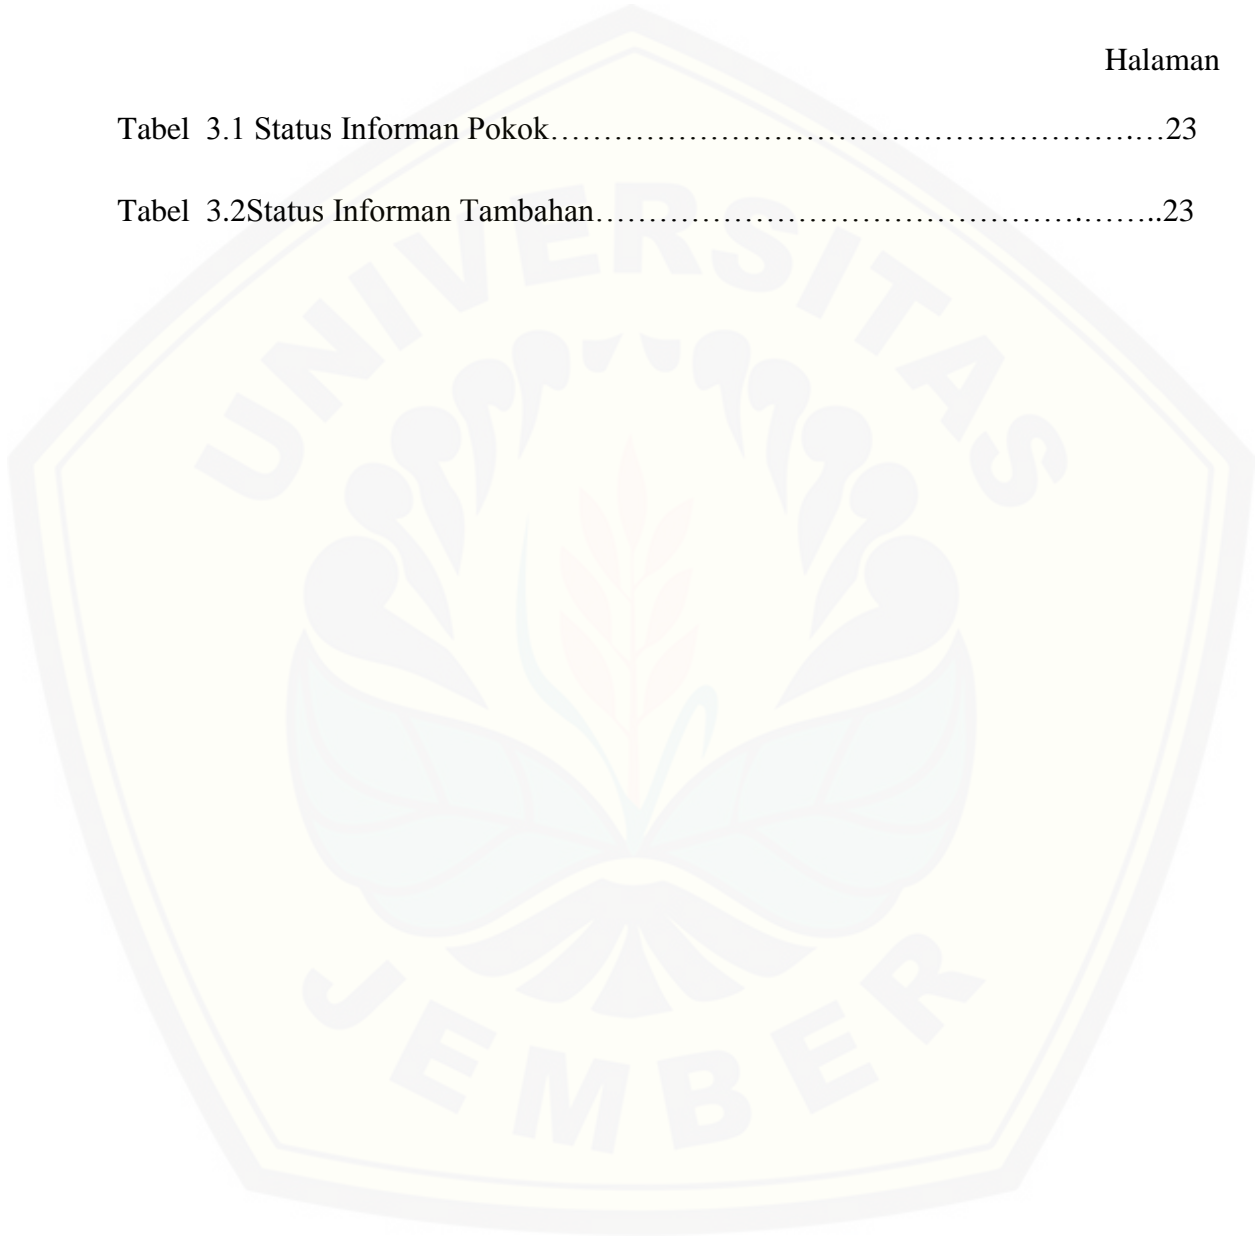 Halaman
Tabel 3.1 Status Informan Pokok……………………….……………………….…23
Tabel 3.2Status Informan Tambahan……………………………………….……..23
UNIVERSITAS
JEMBER